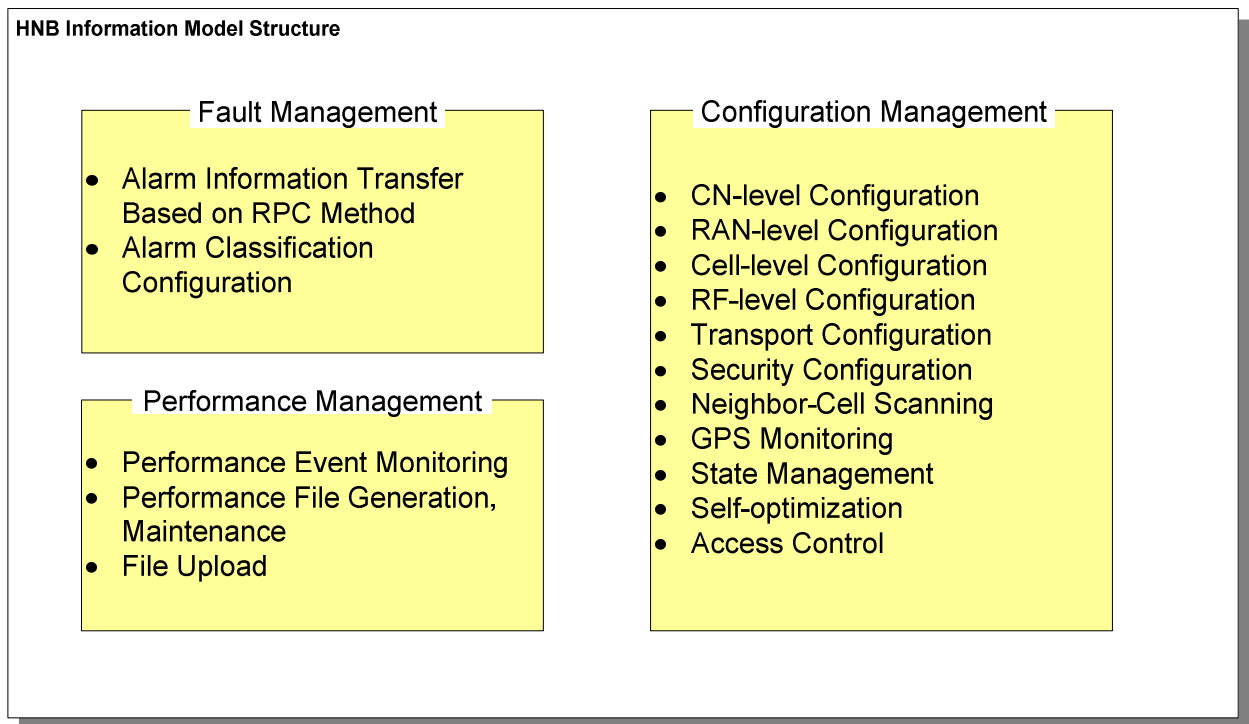 HNB Information Model Structure
Fault Management
● Alarm Information Transfer
Based on RPC Method
● Alarm Classification
Configuration
Performance Management
● Performance Event Monitoring
● Performance File Generation,
Maintenance
● File Upload
Configuration Management
● CN-level Configuration
● RAN-level Configuration
● Cell-level Configuration
● RF-level Configuration
● Transport Configuration
● Security Configuration
● Neighbor-Cell Scanning
● GPS Monitoring
● State Management
● Self-optimization
● Access Control